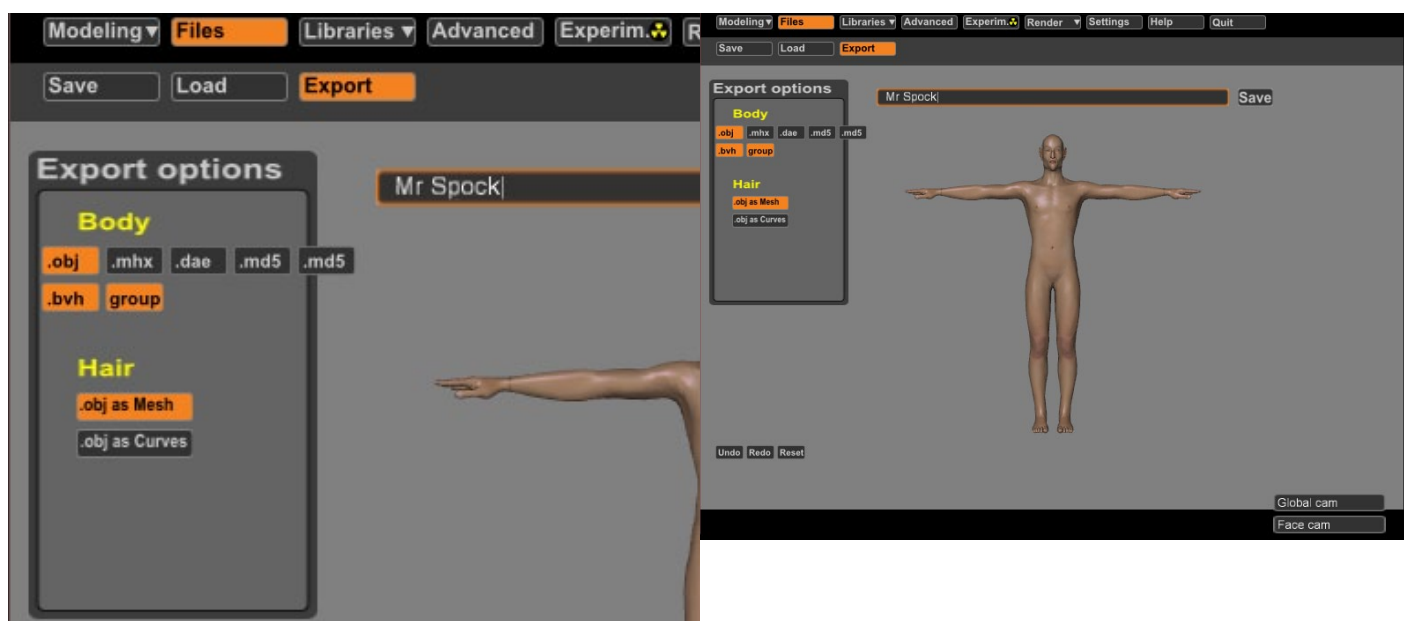 Modeling▼ Files Libraries ▼ Advanced Experim. R
Save Load Export
Export options
Mr Spock
Body
.obj .mhx .dae .md5 .md5
.bvh group
Hair
.obj as Mesh
.obj as Curves
Modeling▼ Files Libraries ▼ Advanced Experim. Render ▼ Settings Help Quit
Save Load Export
Export options
Mr Spock Save
Body
.obj .mhx .dae .md5 .md5
.bvh group
Hair
.obj as Mesh
.obj as Curves
Undo Redo Reset
Global cam
Face cam